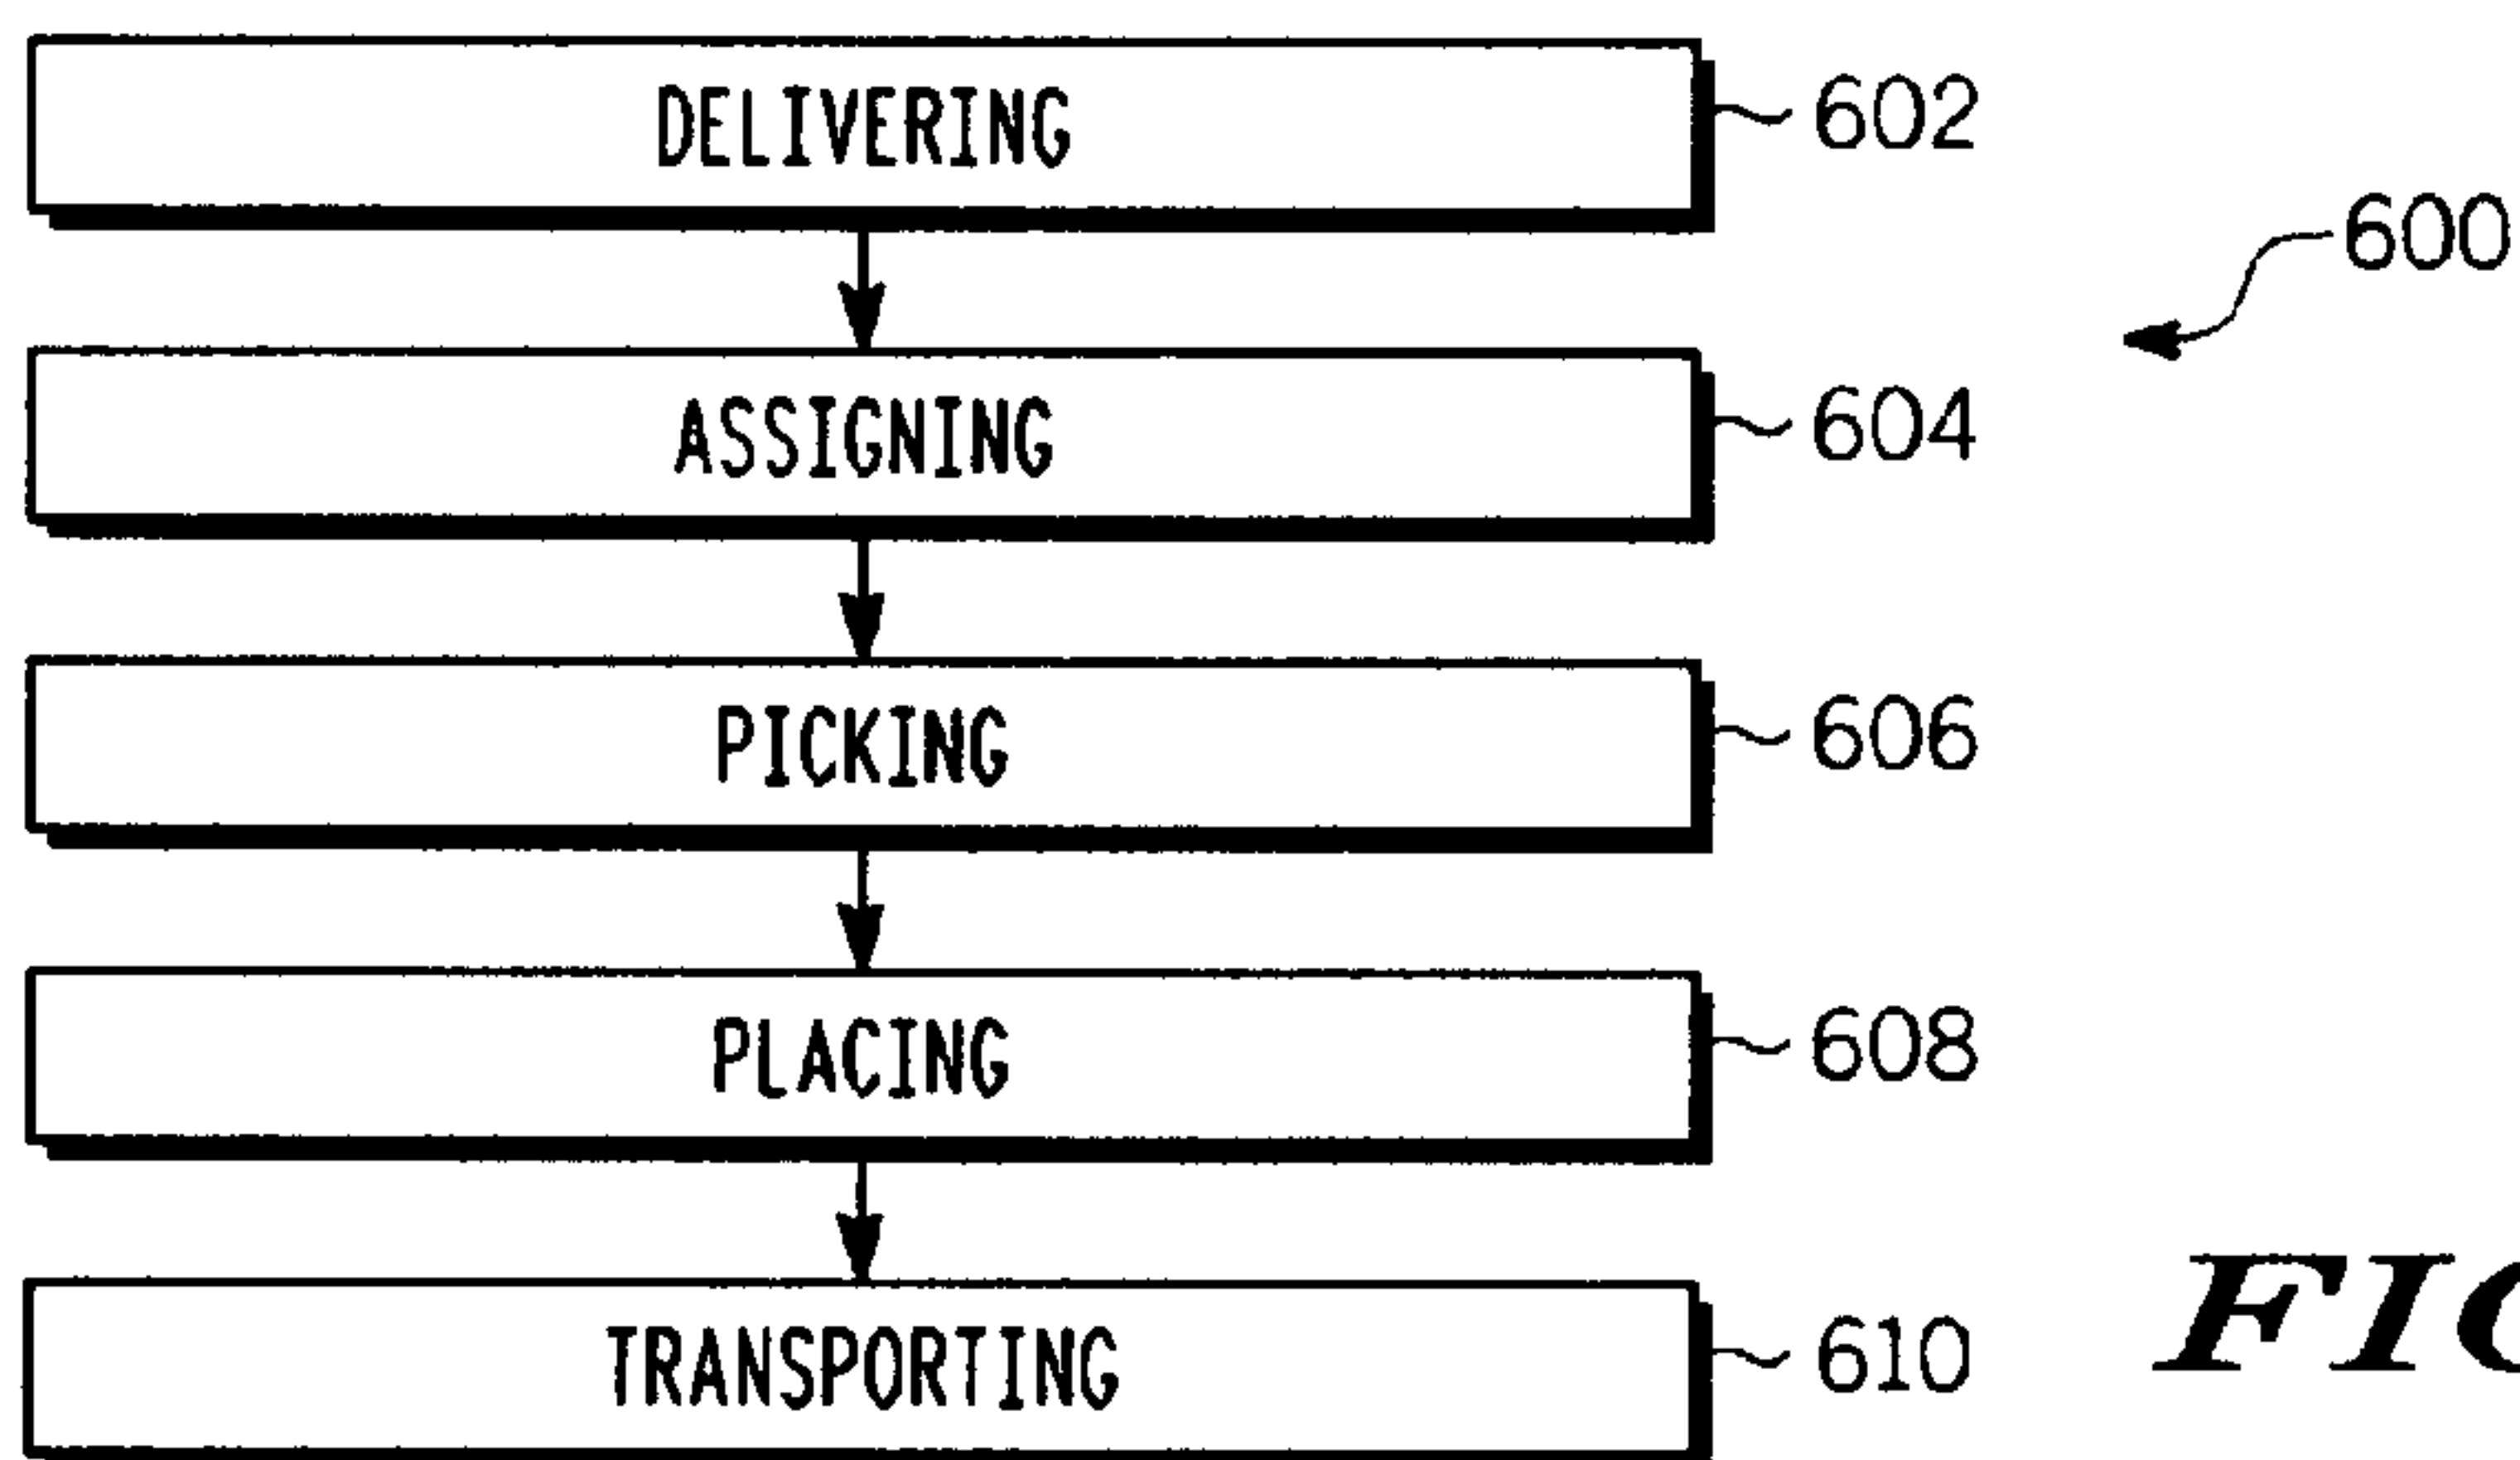 DELIVERING
602
600
ASSIGNING
604
PICKING
606
PLACING
608
TRANSPORTING
610